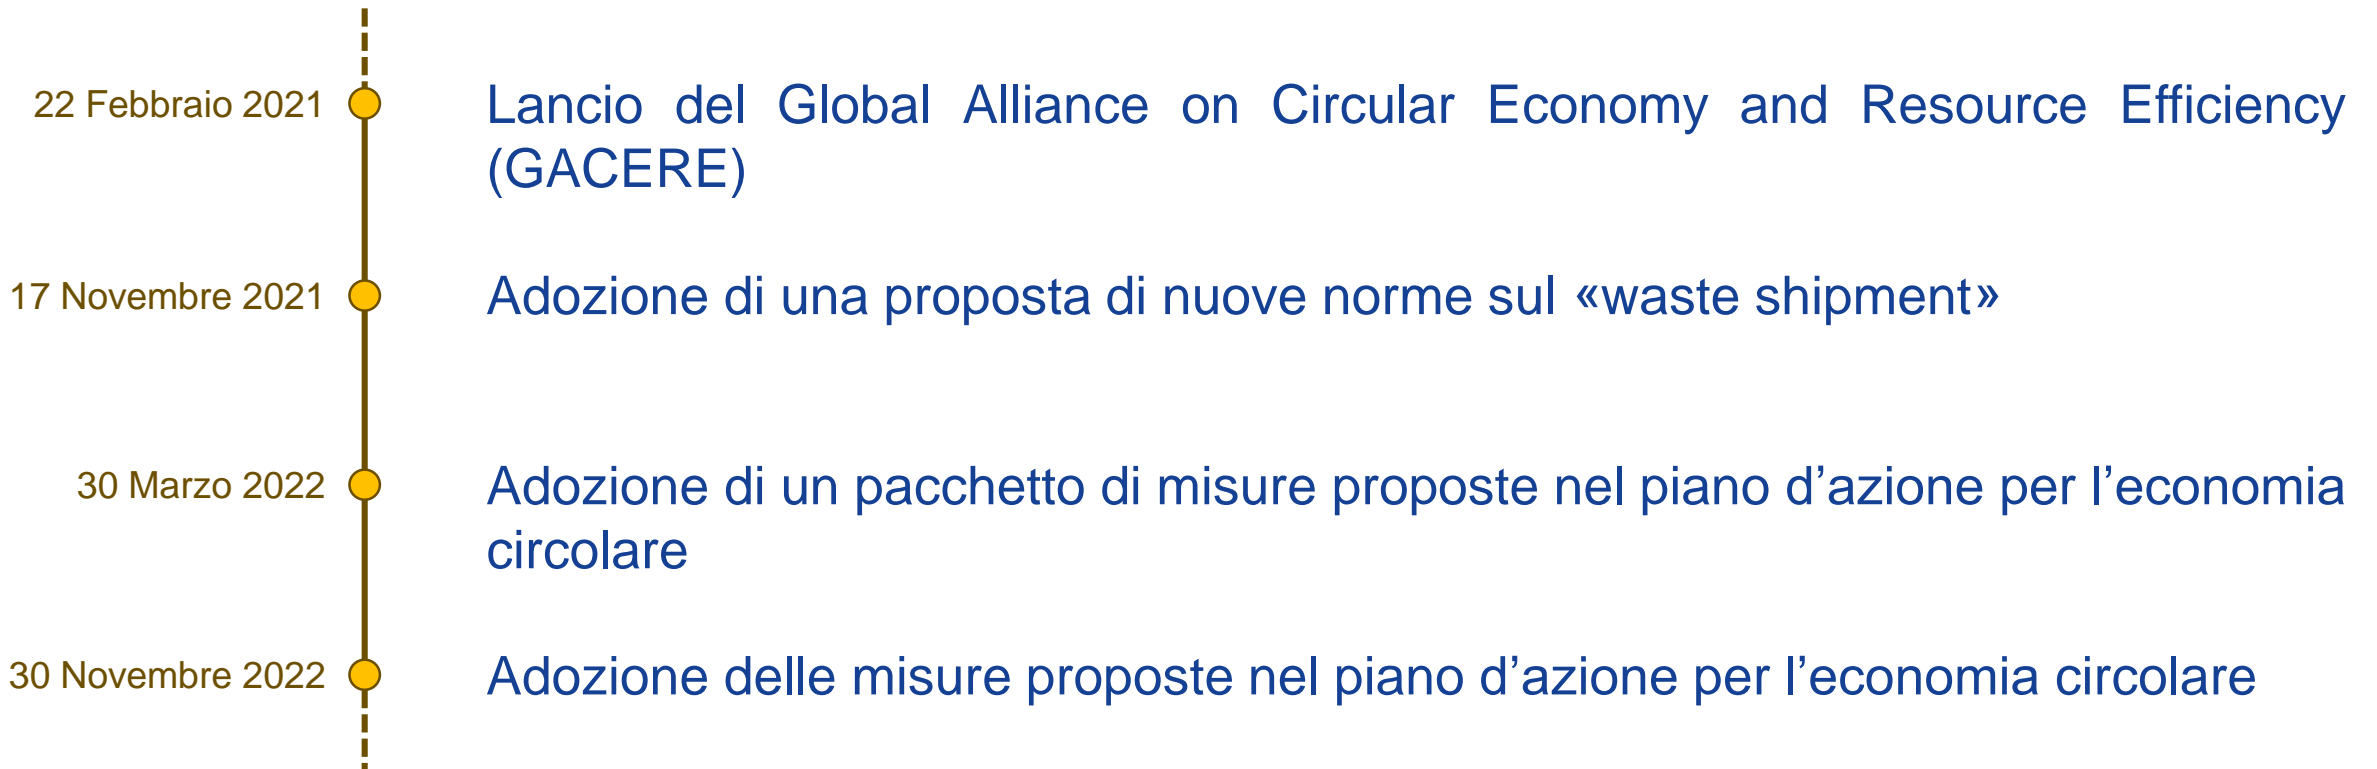 22 Febbraio 2021
Lancio del Global Alliance on Circular Economy and Resource Efficiency
(GACERE)
17 Novembre 2021
Adozione di una proposta di nuove norme sul «waste shipment»
30 Marzo 2022
Adozione di un pacchetto di misure proposte nel piano d’azione per l’economia
circolare
30 Novembre 2022
Adozione delle misure proposte nel piano d’azione per l’economia circolare